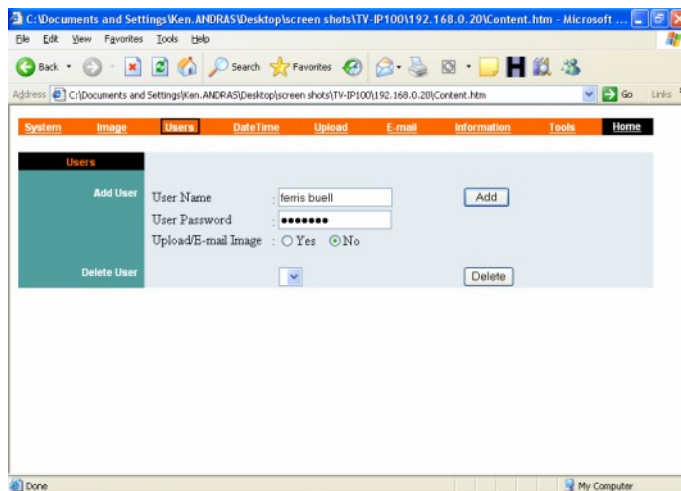 C:\Documents and Settings\Ken.ANDRAS\Desktop\screen shots\TV-IP100\192.168.0.20\Content.htm - Microsoft ...
File Edit View Favorites Tools Help
Back Search Favorites
Address C:\Documents and Settings\Ken.ANDRAS\Desktop\screen shots\TV-IP100\192.168.0.20\Content.htm Go Links
System Image Users DateTime Upload E-mail Information Tools Home
Users
Add User User Name : ferris buell Add
User Password : •••••••
Upload/E-mail Image : Yes No
Delete User Delete
Done My Computer